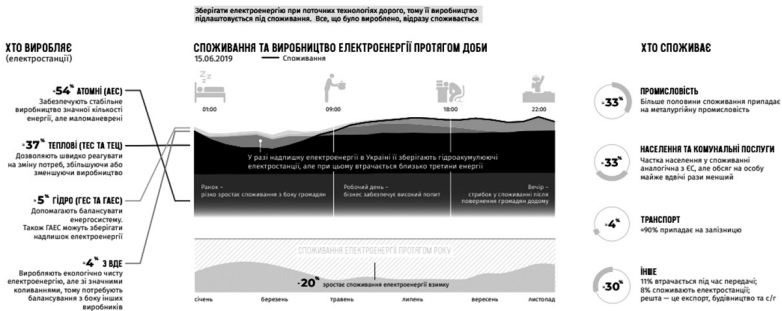 Зберігати електроенергію при поточних технологіях дорого, тому її виробництво
підлаштовується під споживання.  Все, що було вироблено, відразу споживається
ХТО ВИРОБЛЯЄ
(електростанції)
~54% АТОМНІ (АЕС)
Забезпечують стабільне
виробництво значної кількості
енергії, але маломаневрені
~37% ТЕПЛОВІ (ТЕС ТА ТЕЦ)
Дозволяють швидко реагувати
на зміну потреб, збільшуючи або
зменшуючи виробництво
~5% ГІДРО (ГЕС ТА ГАЕС)
Допомагають балансувати
енергосистему.
Також ГАЕС можуть зберігати
надлишок електроенергії
~4% З ВДЕ
Виробляють екологічно чисту
електроенергію, але зі значними
коливаннями, тому потребують
балансування з боку інших
виробників
СПОЖИВАННЯ ТА ВИРОБНИЦТВО ЕЛЕКТРОЕНЕРГІЇ ПРОТЯГОМ ДОБИ
15.06.2019
Споживання
01:00
09:00
18:00
22:00
У разі надлишку електроенергії в Україні її зберігають гідроакумулюючі
електростанції, але при цьому втрачається близько третини енергії
Ранок –
різко зростає споживання з боку громадян
Робочий день –
бізнес забезпечує високий попит
Вечір –
стрибок у споживанні після
повернення громадян додому
СПОЖИВАННЯ ЕЛЕКТРОЕНЕРГІЇ ПРОТЯГОМ РОКУ
~20% зростає споживання електроенергії взимку
січень
березень
травень
липень
вересень
листопад
ХТО СПОЖИВАЄ
~33%
ПРОМИСЛОВІСТЬ
Більше половини споживання припадає
на металургійну промисловість
~33%
НАСЕЛЕННЯ ТА КОМУНАЛЬНІ ПОСЛУГИ
Частка населення у споживанні
аналогічна з ЄС, але обсяг на особу
майже вдвічі рази менший
~4%
ТРАНСПОРТ
≈90% припадає на залізницю
~30%
ІНШЕ
11% втрачається під час передачі;
8% споживають електростанції;
решта — це експорт, будівництво та с/г